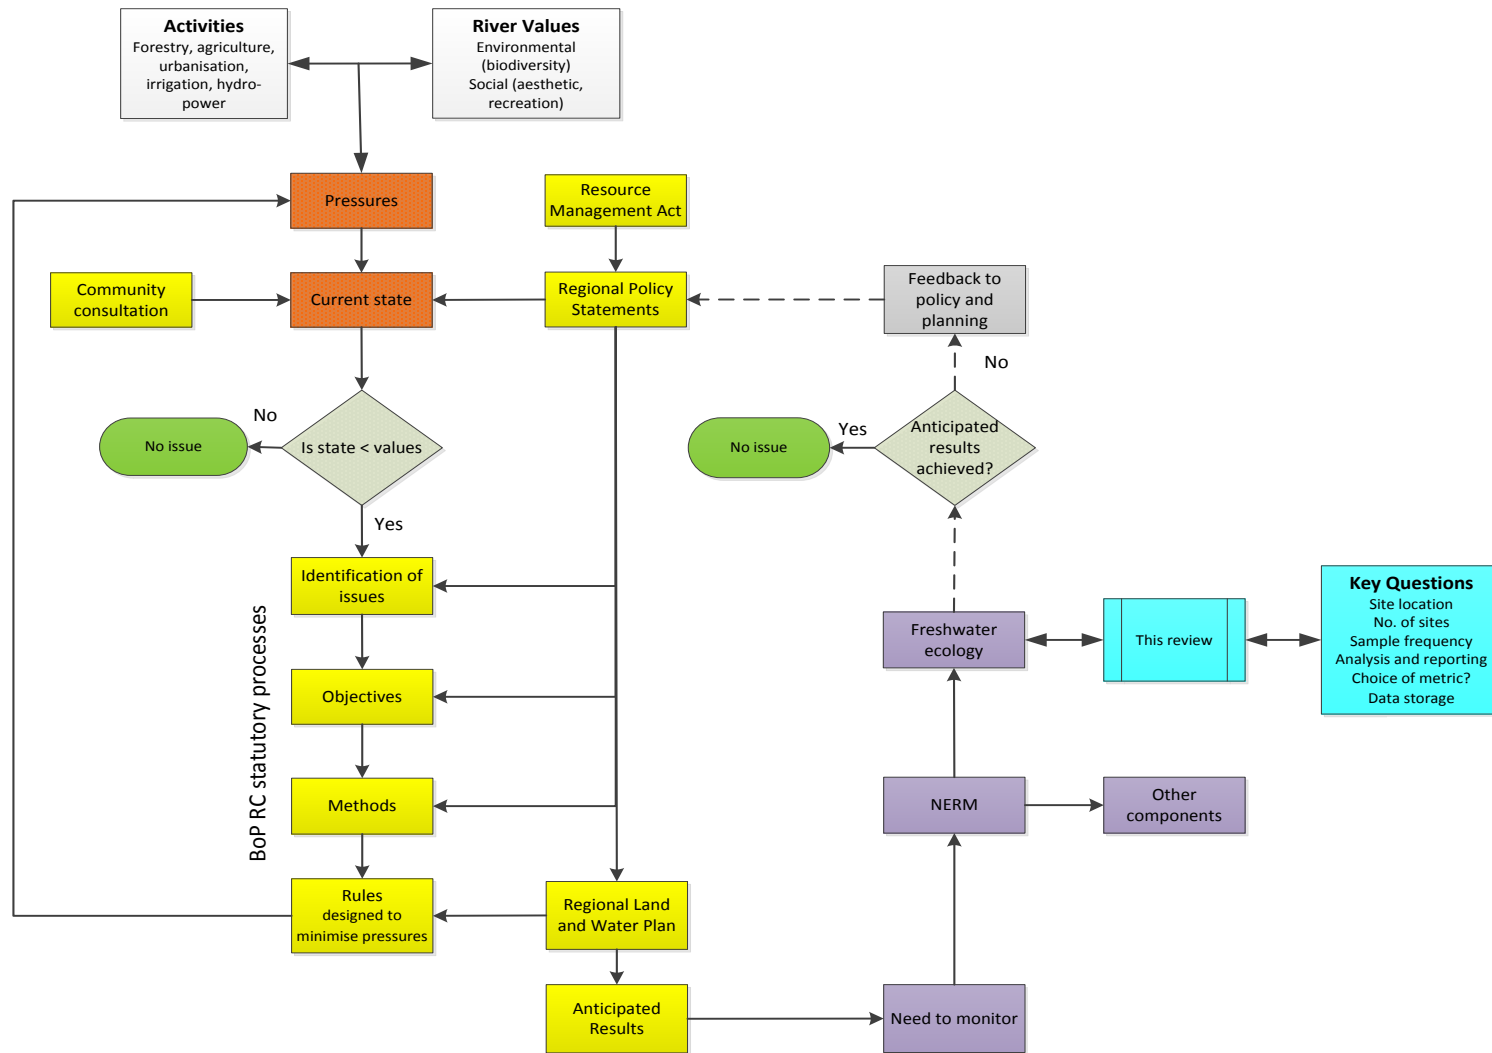 Activities
Forestry, agriculture,
urbanisation,
irrigation, hydro-
power
River Values
Environmental
(biodiversity)
Social (aesthetic,
recreation)
Pressures
Resource
Management Act
Community
consultation
Current state
Regional Policy
Statements
Feedback to
policy and
planning
No
No issue
Is state < values
Yes
No
No issue
Yes
Anticipated
results
achieved?
Identification of
issues
Objectives
Methods
Rules
designed to
minimise pressures
BoP RC statutory processes
Regional Land
and Water Plan
Anticipated
Results
Need to monitor
NERM
Other
components
Freshwater
ecology
This review
Key Questions
Site location
No. of sites
Sample frequency
Analysis and reporting
Choice of metric?
Data storage